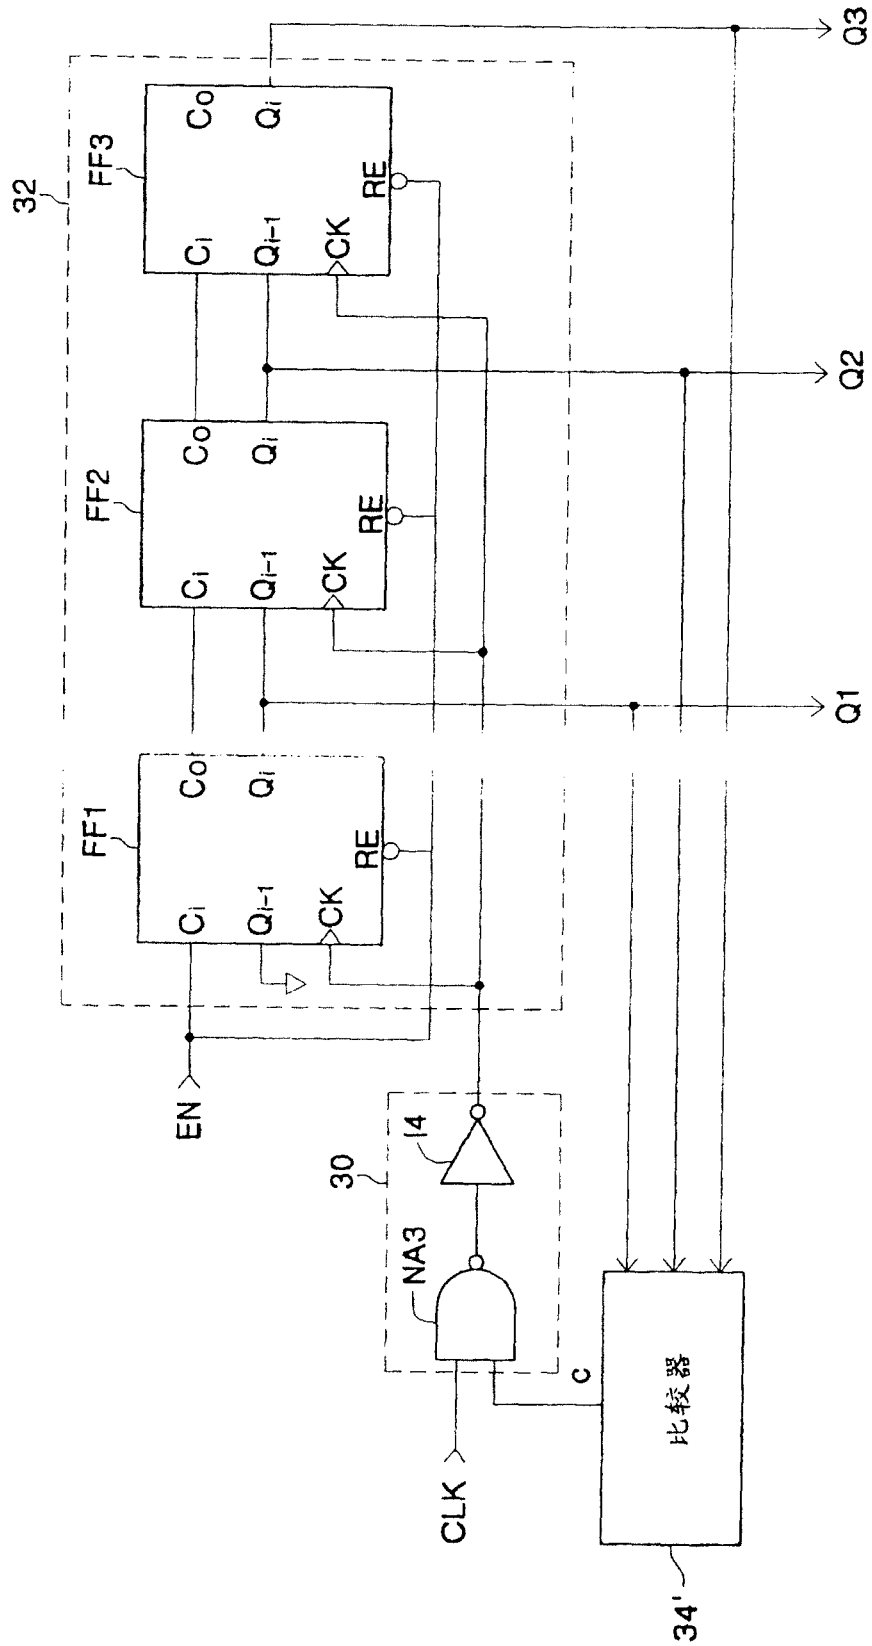 32
FF1
Ci
Co
Qi-1
Qi
CK
RE
FF2
Ci
Co
Qi-1
Qi
CK
RE
FF3
Ci
Co
Qi-1
Qi
CK
RE
EN
30
NA3
I4
CLK
c
比较器
34'
Q1
Q2
Q3